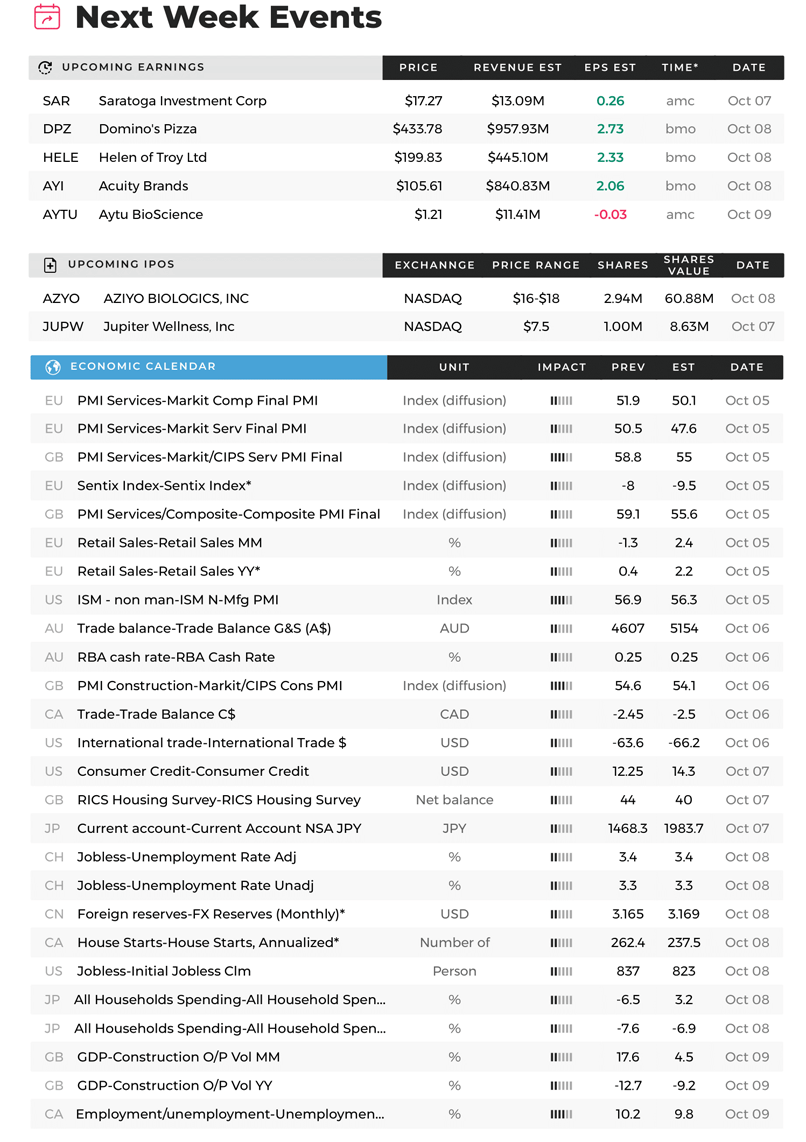 Next Week Events
UPCOMING EARNINGS PRICE REVENUE EST EPS EST TIME* DATE
SAR Saratoga Investment Corp $17.27 $13.09M 0.26 amc Oct 07
DPZ Domino's Pizza $433.78 $957.93M 2.73 bmo Oct 08
HELE Helen of Troy Ltd $199.83 $445.10M 2.33 bmo Oct 08
AYI Acuity Brands $105.61 $840.83M 2.06 bmo Oct 08
AYTU Aytu BioScience $1.21 $11.41M -0.03 amc Oct 09
UPCOMING IPOS EXCHANNGE PRICE RANGE SHARES SHARES VALUE DATE
AZYO AZIYO BIOLOGICS, INC NASDAQ $16-$18 2.94M 60.88M Oct 08
JUPW Jupiter Wellness, Inc NASDAQ $7.5 1.00M 8.63M Oct 07
ECONOMIC CALENDAR UNIT IMPACT PREV EST DATE
EU PMI Services-Markit Comp Final PMI Index (diffusion) 51.9 50.1 Oct 05
EU PMI Services-Markit Serv Final PMI Index (diffusion) 50.5 47.6 Oct 05
GB PMI Services-Markit/CIPS Serv PMI Final Index (diffusion) 58.8 55 Oct 05
EU Sentix Index-Sentix Index* Index (diffusion) -8 -9.5 Oct 05
GB PMI Services/Composite-Composite PMI Final Index (diffusion) 59.1 55.6 Oct 05
EU Retail Sales-Retail Sales MM % -1.3 2.4 Oct 05
EU Retail Sales-Retail Sales YY* % 0.4 2.2 Oct 05
US ISM - non man-ISM N-Mfg PMI Index 56.9 56.3 Oct 05
AU Trade balance-Trade Balance G&S (A$) AUD 4607 5154 Oct 06
AU RBA cash rate-RBA Cash Rate % 0.25 0.25 Oct 06
GB PMI Construction-Markit/CIPS Cons PMI Index (diffusion) 54.6 54.1 Oct 06
CA Trade-Trade Balance C$ CAD -2.45 -2.5 Oct 06
US International trade-International Trade $ USD -63.6 -66.2 Oct 06
US Consumer Credit-Consumer Credit USD 12.25 14.3 Oct 07
GB RICS Housing Survey-RICS Housing Survey Net balance 44 40 Oct 07
JP Current account-Current Account NSA JPY JPY 1468.3 1983.7 Oct 07
CH Jobless-Unemployment Rate Adj % 3.4 3.4 Oct 08
CH Jobless-Unemployment Rate Unadj % 3.3 3.3 Oct 08
CN Foreign reserves-FX Reserves (Monthly)* USD 3.165 3.169 Oct 08
CA House Starts-House Starts, Annualized* Number of 262.4 237.5 Oct 08
US Jobless-Initial Jobless Clm Person 837 823 Oct 08
JP All Households Spending-All Household Spen... % -6.5 3.2 Oct 08
JP All Households Spending-All Household Spen... % -7.6 -6.9 Oct 08
GB GDP-Construction O/P Vol MM % 17.6 4.5 Oct 09
GB GDP-Construction O/P Vol YY % -12.7 -9.2 Oct 09
CA Employment/unemployment-Unemploymen... % 10.2 9.8 Oct 09